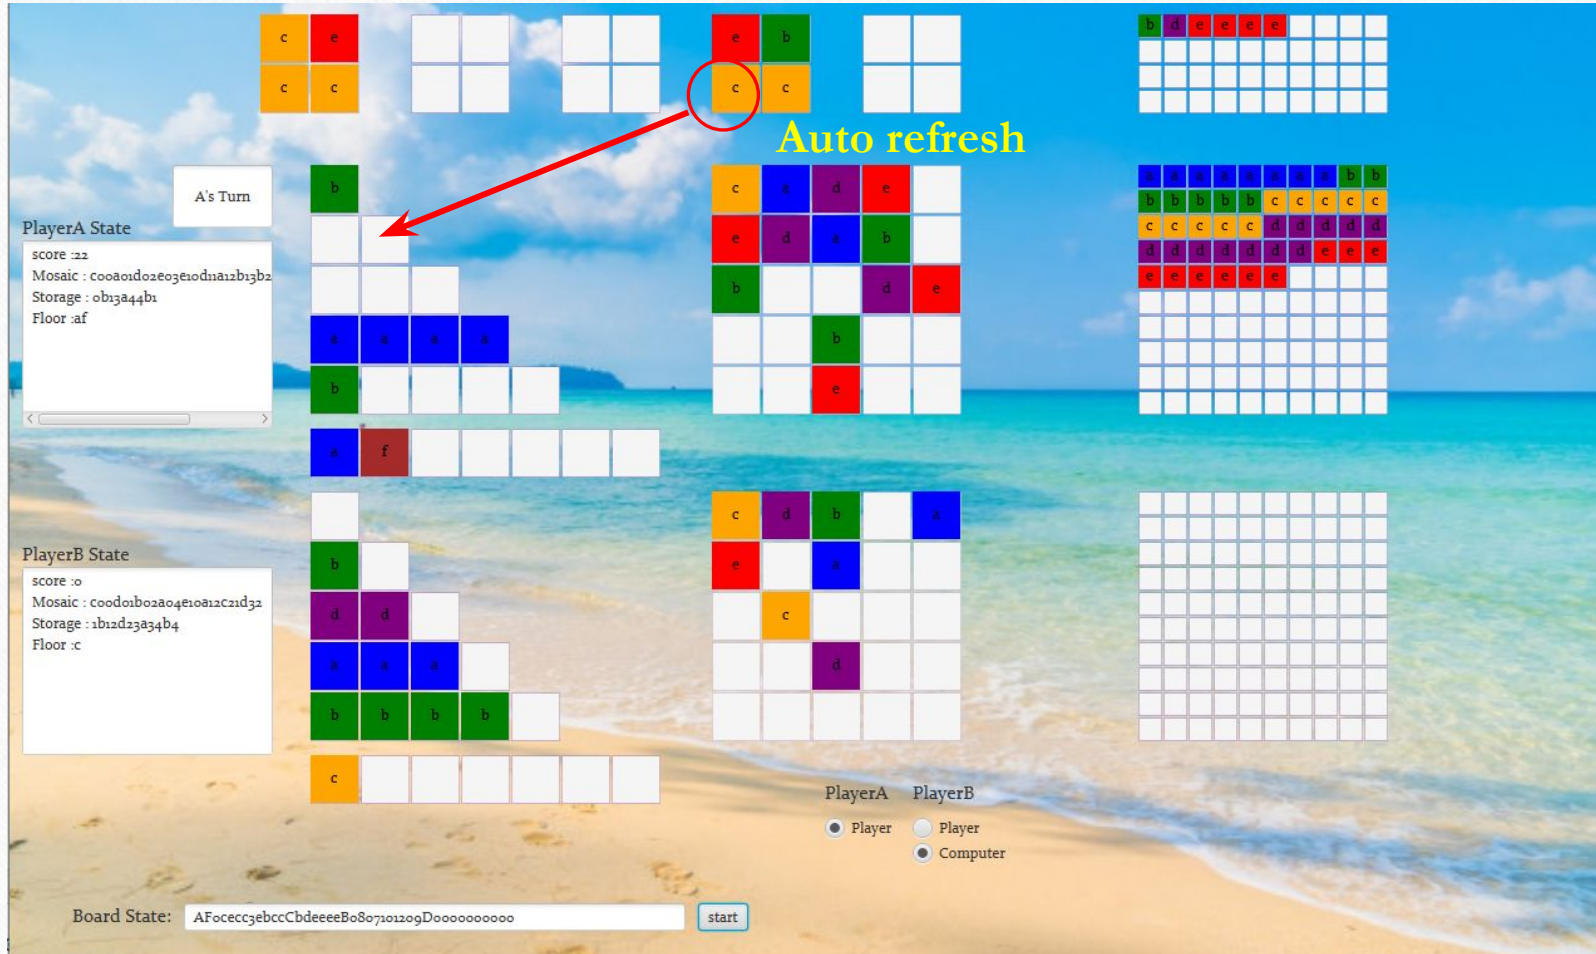 c e e b b d e e e e
c c c c
Auto refresh
A's Turn
b c a d e a a a a a a a a b b
PlayerA State
score :22
Mosaic : c00a01d02e03e10d11a12b13b2
Storage : 0b13a44b1
Floor :af
e d a b b b b b b c c c c c
c c c c c d d d d d
b d e d d d d d d d e e e
e e e e e e
a a a a b
b e
a f
c d b a
PlayerB State
score :0
Mosaic : c00d01b02a04e10a12c21d32
Storage : 1b12d23a34b4
Floor :c
b e a
d d c
a a a d
b b b b
c
PlayerA PlayerB
Player Player
Computer
Board State: AF0cecc3ebccCbdeeeeB0807101209D0000000000 start